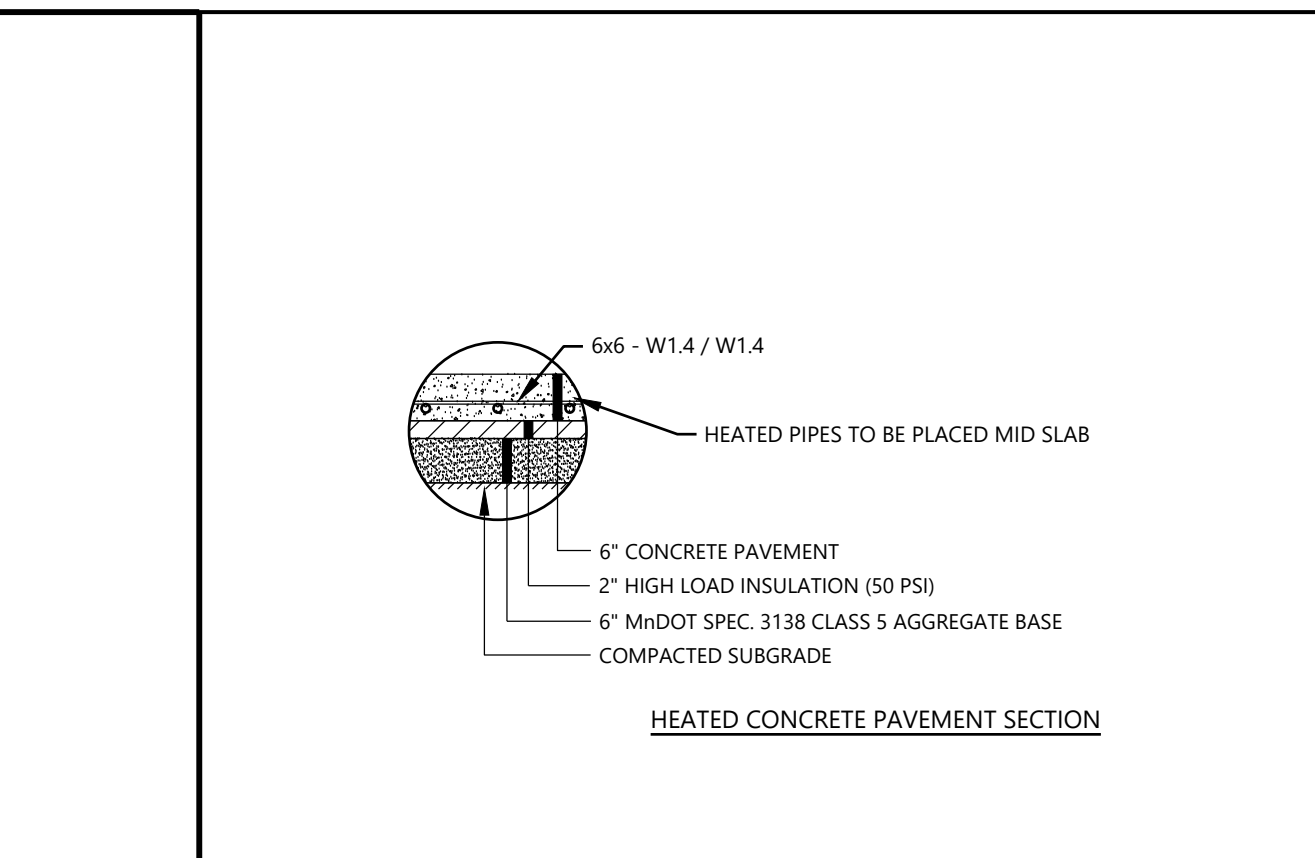 6x6 - W1.4 / W1.4
HEATED PIPES TO BE PLACED MID SLAB
6" CONCRETE PAVEMENT
2" HIGH LOAD INSULATION (50 PSI)
6" MnDOT SPEC. 3138 CLASS 5 AGGREGATE BASE
COMPACTED SUBGRADE
HEATED CONCRETE PAVEMENT SECTION